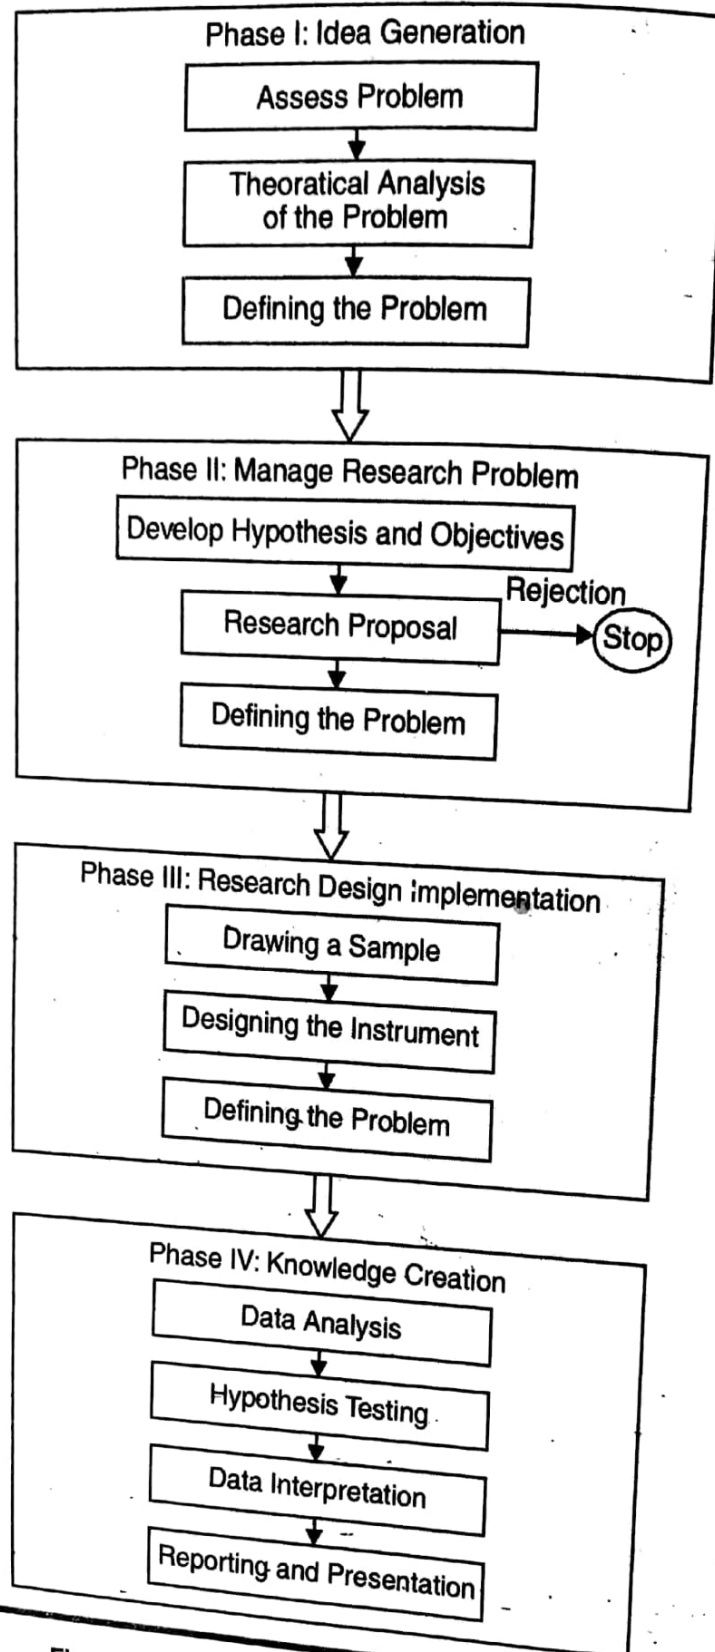 Phase I: Idea Generation
Assess Problem
Theoratical Analysis
of the Problem
Defining the Problem
Phase II: Manage Research Problem
Develop Hypothesis and Objectives
Rejection
Research Proposal
Stop
Defining the Problem
Phase III: Research Design implementation
Drawing a Sample
Designing the Instrument
Defining the Problem
Phase IV: Knowledge Creation
Data Analysis
Hypothesis Testing
Data Interpretation
Reporting and Presentation